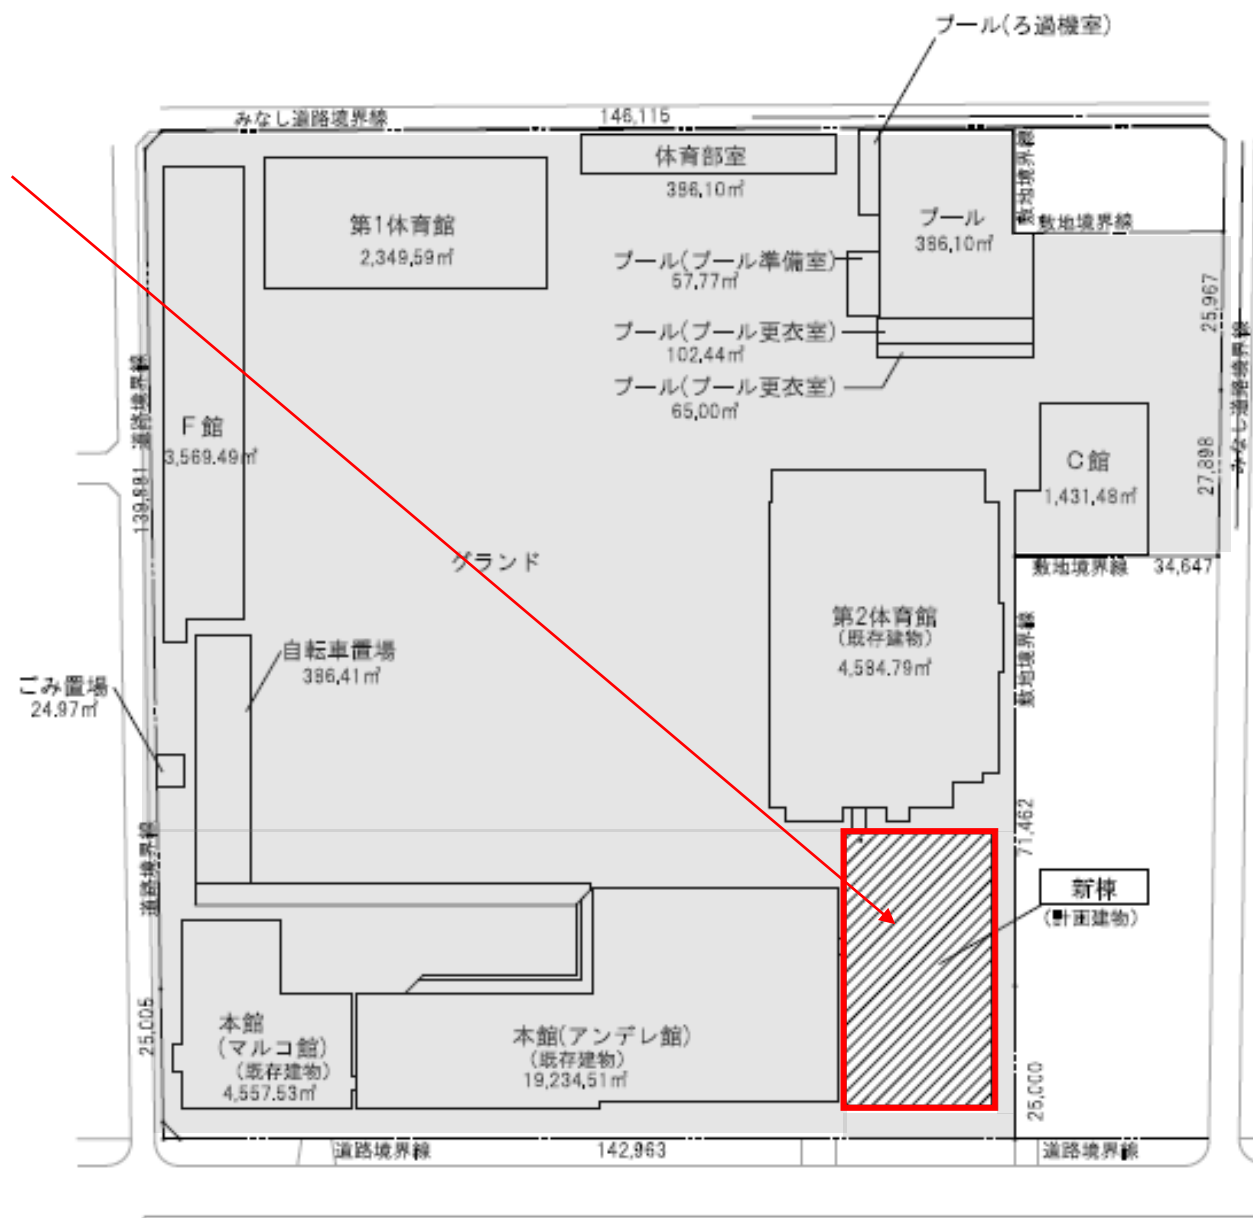 プール(ろ過機室)
みなし道路境界線
146,115
体育部室
386.10㎡
敷地境界線
第1体育館
2,349.59㎡
プール
386.10㎡
敷地境界線
プール(プール準備室)
57.77㎡
25,967
プール(プール更衣室)
102.44㎡
みなし道路境界線
プール(プール更衣室)
65.00㎡
道路境界線
F館
3,569.49㎡
C館
1,431.48㎡
27,898
139,881
グランド
敷地境界線
34,647
第2体育館
(既存建物)
4,584.79㎡
敷地境界線
自転車置場
386.41㎡
ごみ置場
24.97㎡
71,462
道路境界線
新棟
(計画建物)
25,005
本館
(マルコ館)
(既存建物)
4,557.53㎡
本館(アンデレ館)
(既存建物)
19,234.51㎡
25,000
道路境界線
142,963
道路境界線